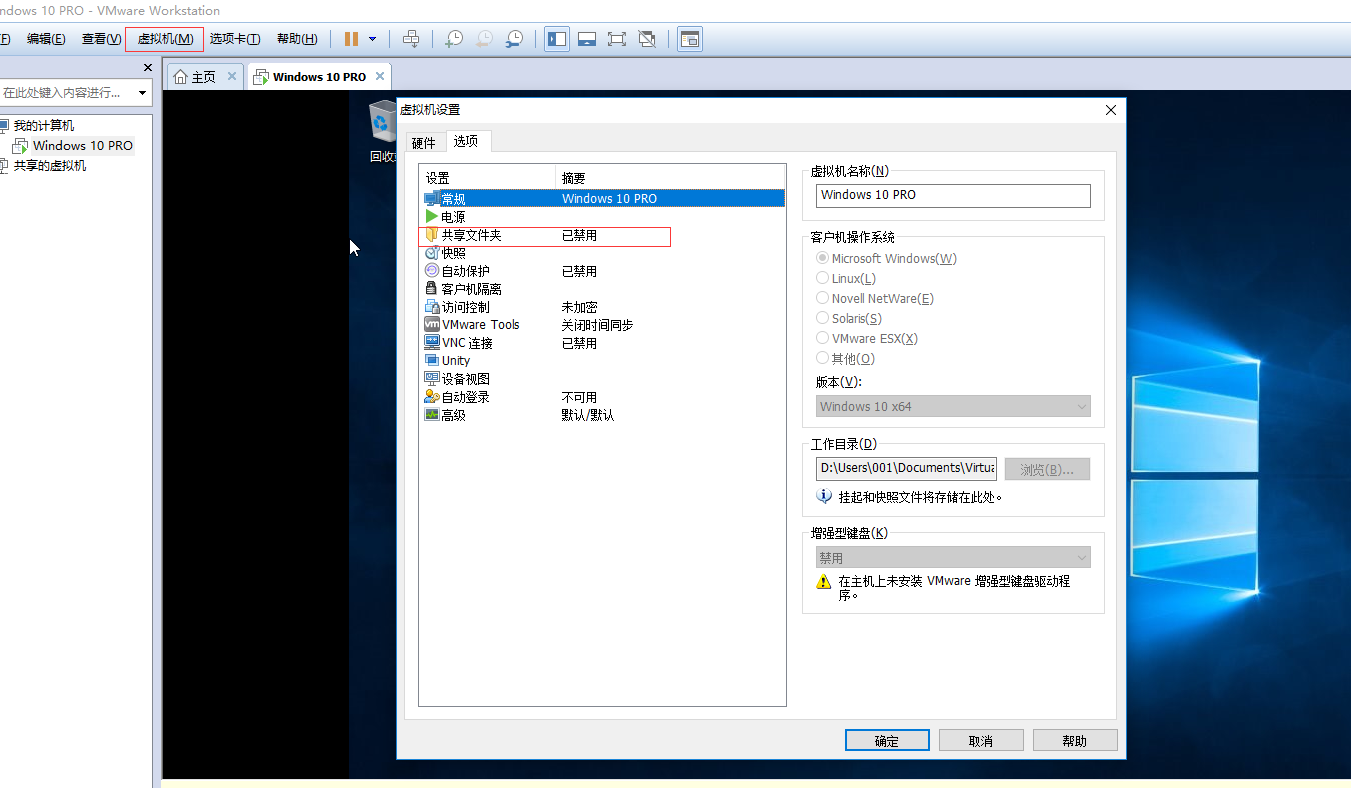 ndows 10 PRO - VMware Workstation
编辑(E) 查看(V) 虚拟机(M) 选项卡(T) 帮助(H)
主页 Windows 10 PRO
在此处键入内容进行...
我的计算机
Windows 10 PRO
共享的虚拟机
回收
虚拟机设置
硬件 选项
设置 摘要
常规 Windows 10 PRO
电源
共享文件夹 已禁用
快照
自动保护 已禁用
客户机隔离
访问控制 未加密
VMware Tools 关闭时间同步
VNC 连接 已禁用
Unity
设备视图
自动登录 不可用
高级 默认/默认
虚拟机名称(N)
Windows 10 PRO
客户机操作系统
Microsoft Windows(W)
Linux(L)
Novell NetWare(E)
Solaris(S)
VMware ESX(X)
其他(O)
版本(V):
Windows 10 x64
工作目录(D)
D:\Users\001\Documents\Virtua 浏览(B)...
挂起和快照文件将存储在此处。
增强型键盘(K)
禁用
在主机上未安装 VMware 增强型键盘驱动程
序。
确定 取消 帮助